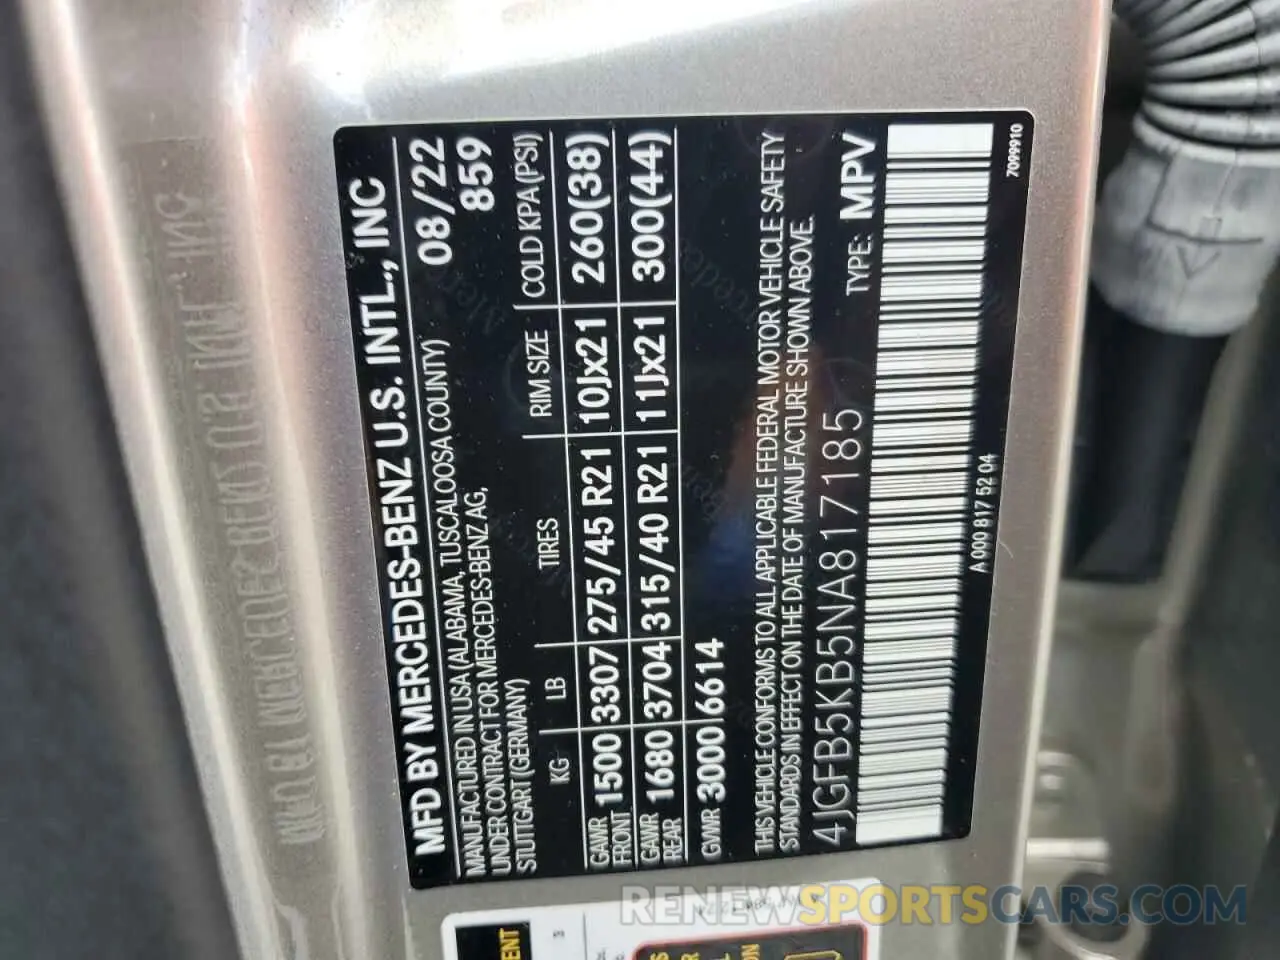 MFD BY MERCEDES-BENZ U.S. INTL., INC
MANUFACTURED IN USA (ALABAMA, TUSCALOOSA COUNTY) 08/22
UNDER CONTRACT FOR MERCEDES-BENZ AG, 859
STUTTGART (GERMANY)
KG LB TIRES RIM SIZE COLD KPA (PSI)
GAWR FRONT 1500 3307 275/45 R21 10Jx21 260(38)
GAWR REAR 1680 3704 315/40 R21 11Jx21 300(44)
GVWR 3000 6614
THIS VEHICLE CONFORMS TO ALL APPLICABLE FEDERAL MOTOR VEHICLE SAFETY
STANDARDS IN EFFECT ON THE DATE OF MANUFACTURE SHOWN ABOVE.
4JGFB5KB5NA817185 TYPE: MPV
A 000 817 52 04
7099910
RENEWSPORTSCARS.COM